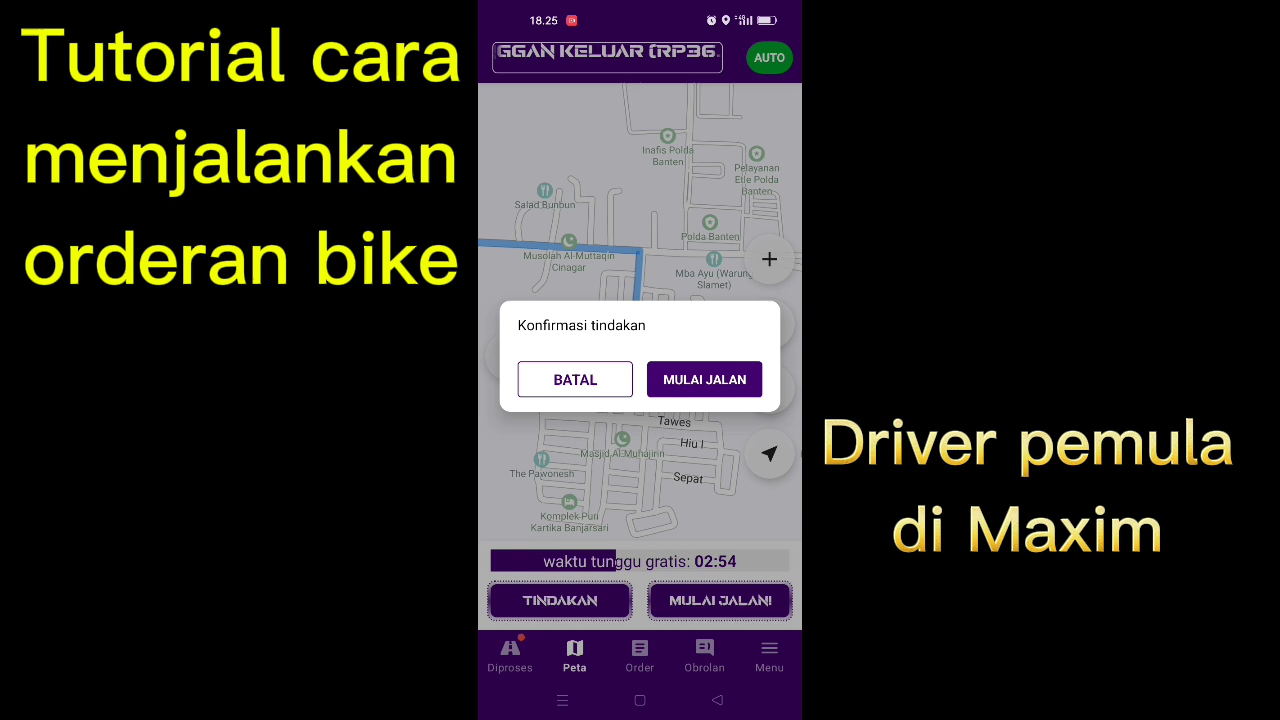 Tutorial cara
menjalankan
orderan bike
18.25
GGAN KELUAR (RP36.
AUTO
Inafis Polda
Banten
Pelayanan
Etle Polda
Banten
Salad Bunbun
Polda Banten
Musolah Al-Muttaqin
Cinagar
Mba Ayu (Warung
Slamet)
Konfirmasi tindakan
BATAL
MULAI JALAN
Tawes
Hiu I
Masjid Al-Muhajirin
The Pawonesh
Sepat
Komplek Puri
Kartika Banjarsari
waktu tunggu gratis: 02:54
TINDAKAN
MULAI JALAN!
Diproses
Peta
Order
Obrolan
Menu
Driver pemula
di Maxim